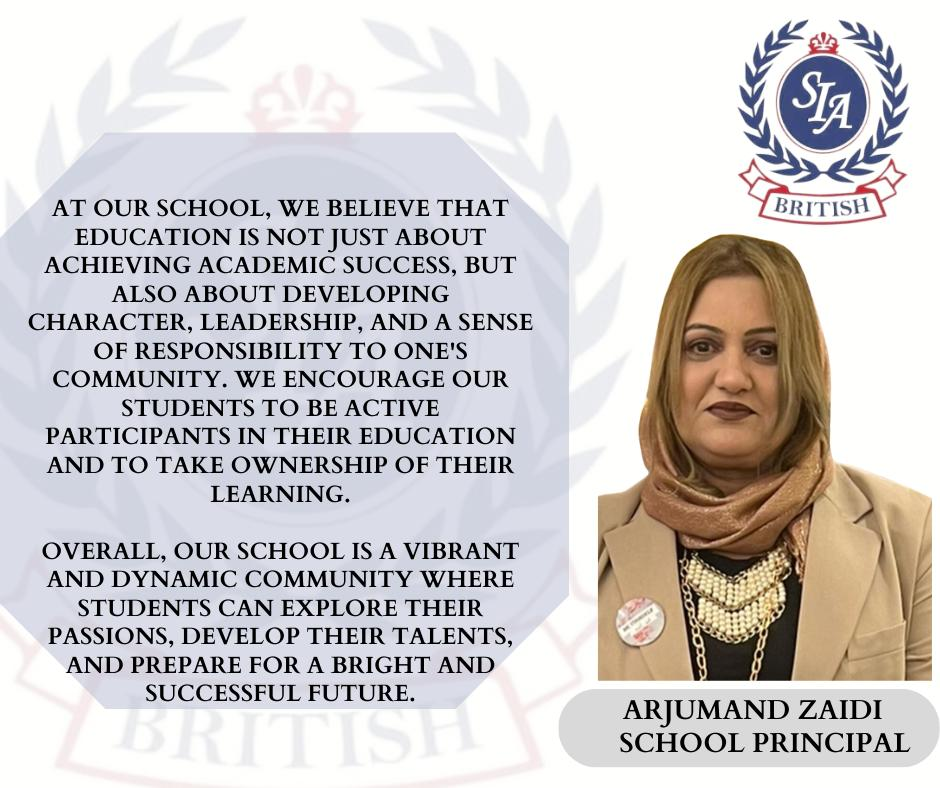 SIA
BRITISH
AT OUR SCHOOL, WE BELIEVE THAT
EDUCATION IS NOT JUST ABOUT
ACHIEVING ACADEMIC SUCCESS, BUT
ALSO ABOUT DEVELOPING
CHARACTER, LEADERSHIP, AND A SENSE
OF RESPONSIBILITY TO ONE'S
COMMUNITY. WE ENCOURAGE OUR
STUDENTS TO BE ACTIVE
PARTICIPANTS IN THEIR EDUCATION
AND TO TAKE OWNERSHIP OF THEIR
LEARNING.
OVERALL, OUR SCHOOL IS A VIBRANT
AND DYNAMIC COMMUNITY WHERE
STUDENTS CAN EXPLORE THEIR
PASSIONS, DEVELOP THEIR TALENTS,
AND PREPARE FOR A BRIGHT AND
SUCCESSFUL FUTURE.
BRITISH
ARJUMAND ZAIDI
SCHOOL PRINCIPAL